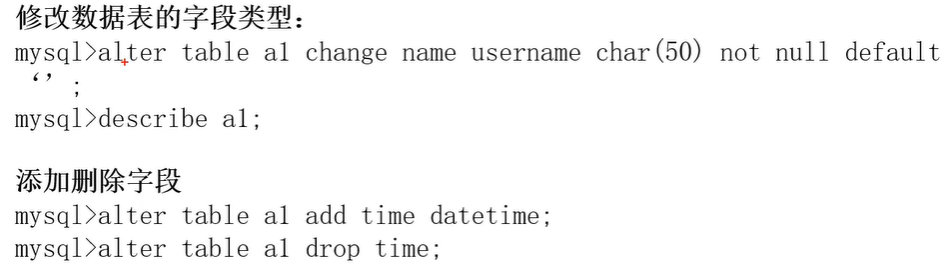 修改数据表的字段类型：
mysql>alter table a1 change name username char(50) not null default
‘’ ;
mysql>describe a1;
添加删除字段
mysql>alter table a1 add time datetime;
mysql>alter table a1 drop time;